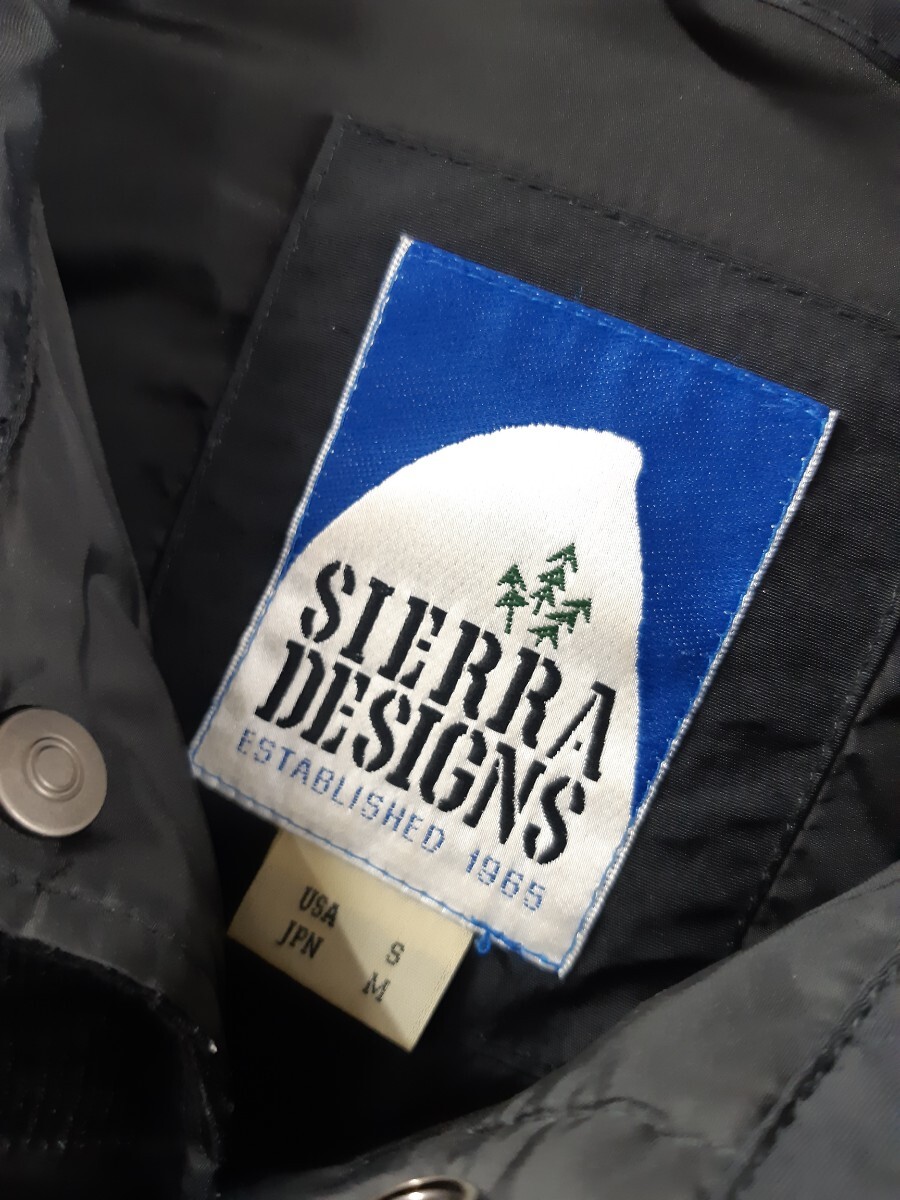 SIERRA
DESIGNS
ESTABLISHED 1965
USA S
JPN M